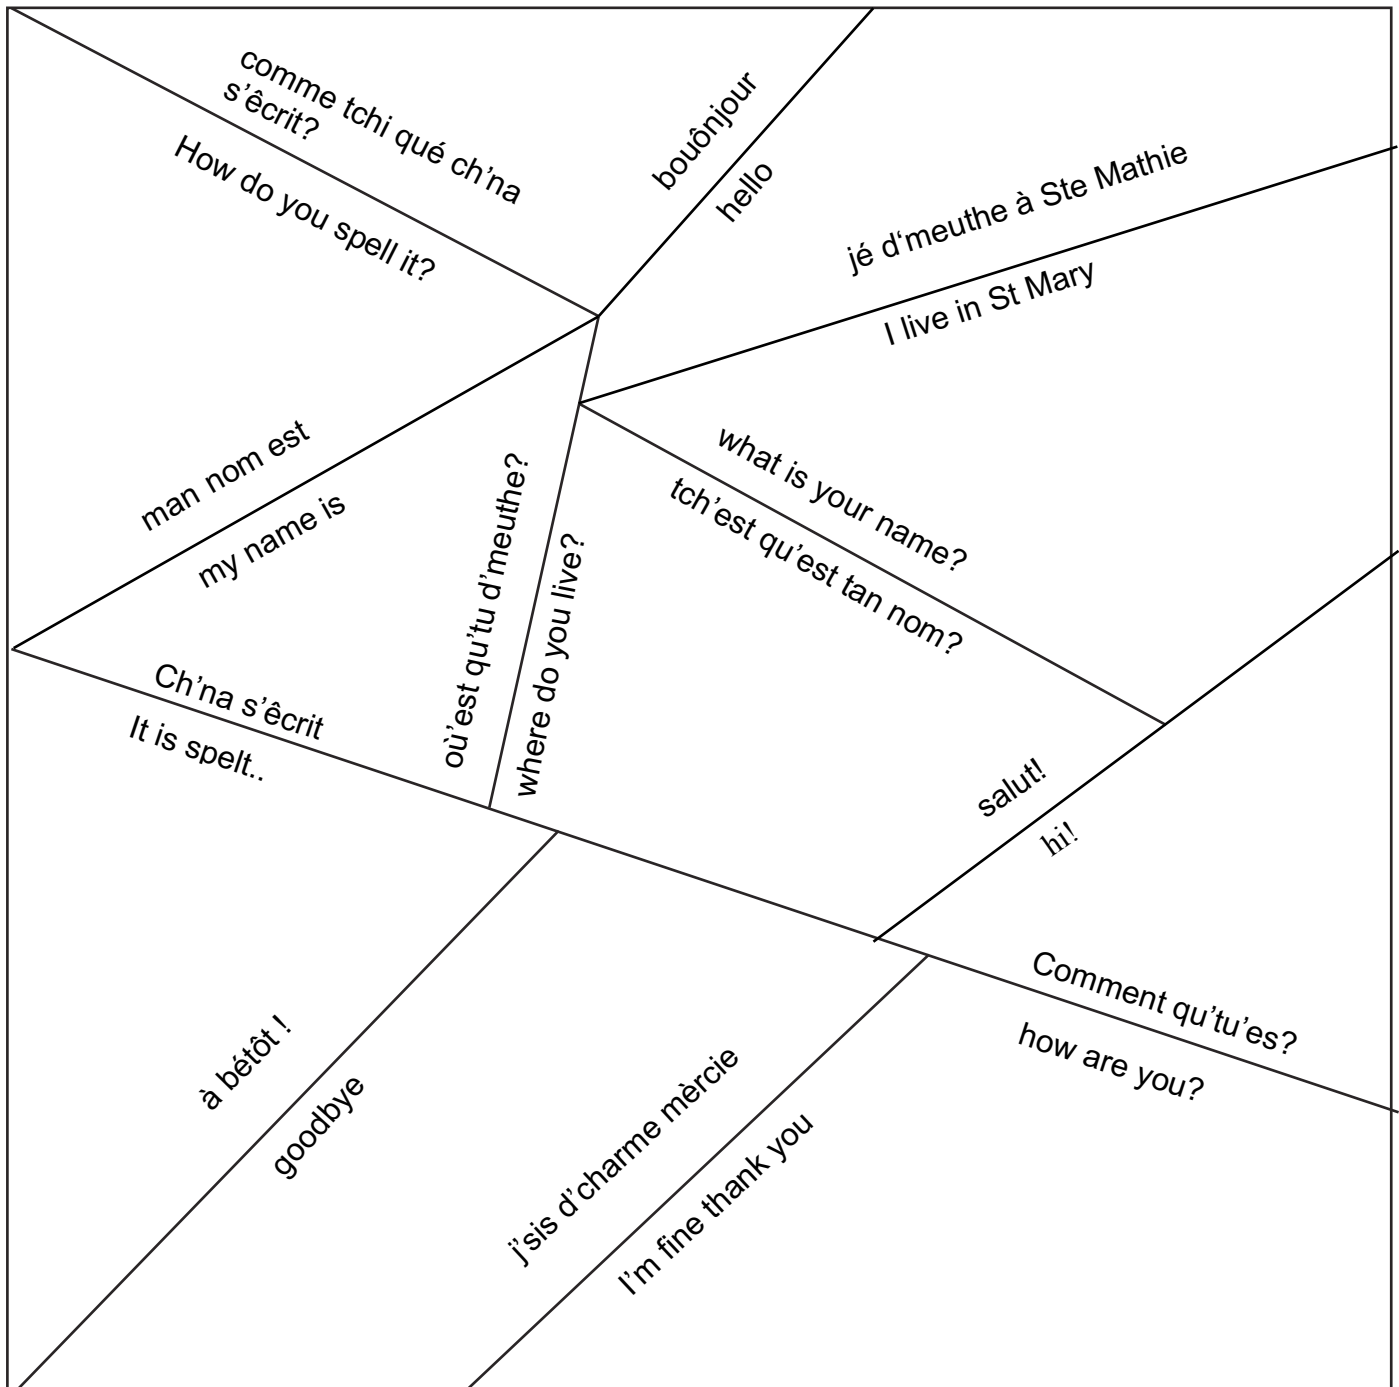 comme tchi qué ch’na
s’êcrit?
How do you spell it?
bouônjour
hello
jé d‘meuthe à Ste Mathie
I live in St Mary
man nom est
my name is
où’est qu’tu d’meuthe?
where do you live?
what is your name?
tch’est qu’est tan nom?
Ch’na s’êcrit
It is spelt..
salut!
hi!
Comment qu’tu’es?
how are you?
à bétôt !
goodbye
j’sis d’charme mèrcie
I’m fine thank you